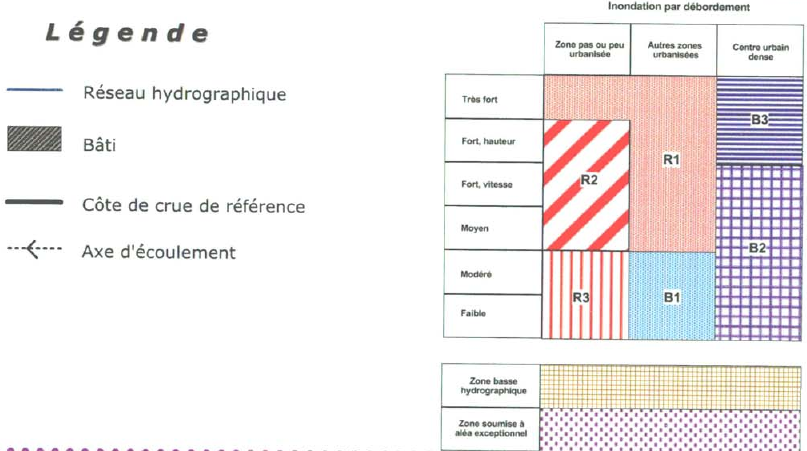 Légende
Réseau hydrographique
Bâti
Côte de crue de référence
Axe d'écoulement
Inondation par débordement
Zone pas ou peu
urbanisée
Autres zones
urbanisées
Centre urbain
dense
Très fort
Fort, hauteur
Fort, vitesse
Moyen
Modéré
Faible
B3
R1
R2
B2
R3
B1
Zone basse
hydrographique
Zone soumise à
aléa exceptionnel